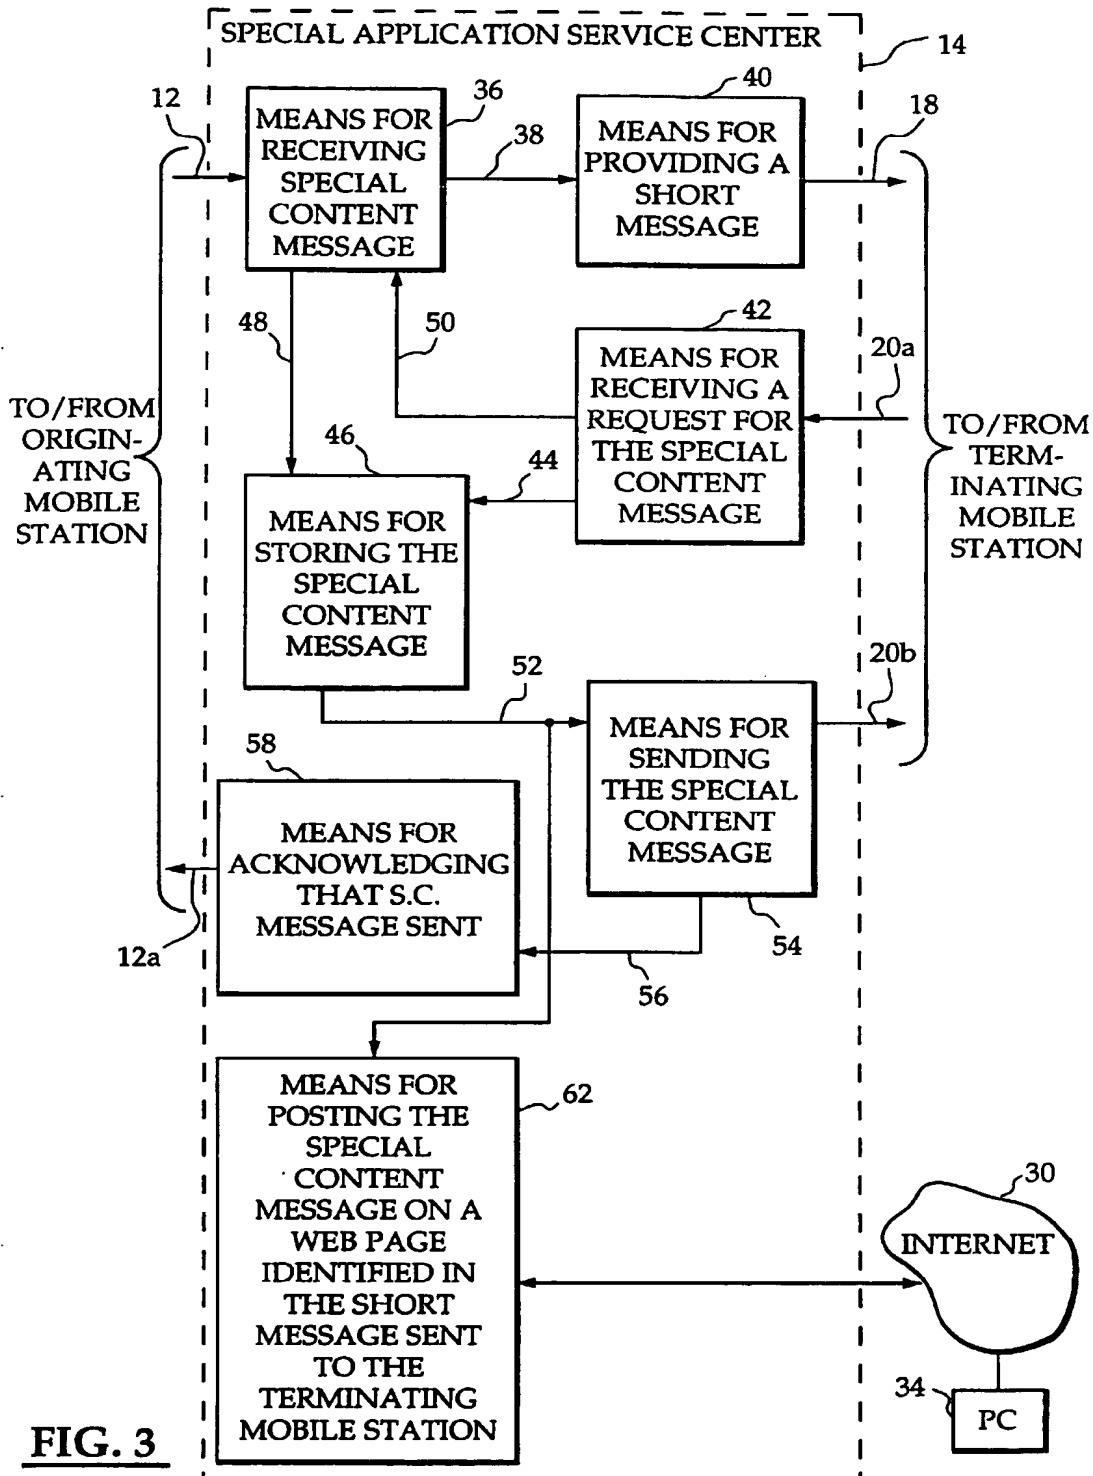 SPECIAL APPLICATION SERVICE CENTER
14
12
MEANS FOR
RECEIVING
SPECIAL
CONTENT
MESSAGE
36
38
40
MEANS FOR
PROVIDING A
SHORT
MESSAGE
18
48
50
42
MEANS FOR
RECEIVING A
REQUEST FOR
THE SPECIAL
CONTENT
MESSAGE
20a
TO/FROM
ORIGIN-
ATING
MOBILE
STATION
TO/FROM
TERM-
INATING
MOBILE
STATION
46
44
MEANS FOR
STORING THE
SPECIAL
CONTENT
MESSAGE
52
20b
MEANS FOR
SENDING
THE SPECIAL
CONTENT
MESSAGE
54
58
MEANS FOR
ACKNOWLEDGING
THAT S.C.
MESSAGE SENT
12a
56
MEANS FOR
POSTING THE
SPECIAL
CONTENT
MESSAGE ON A
WEB PAGE
IDENTIFIED IN
THE SHORT
MESSAGE SENT
TO THE
TERMINATING
MOBILE STATION
62
30
INTERNET
34
PC
FIG. 3